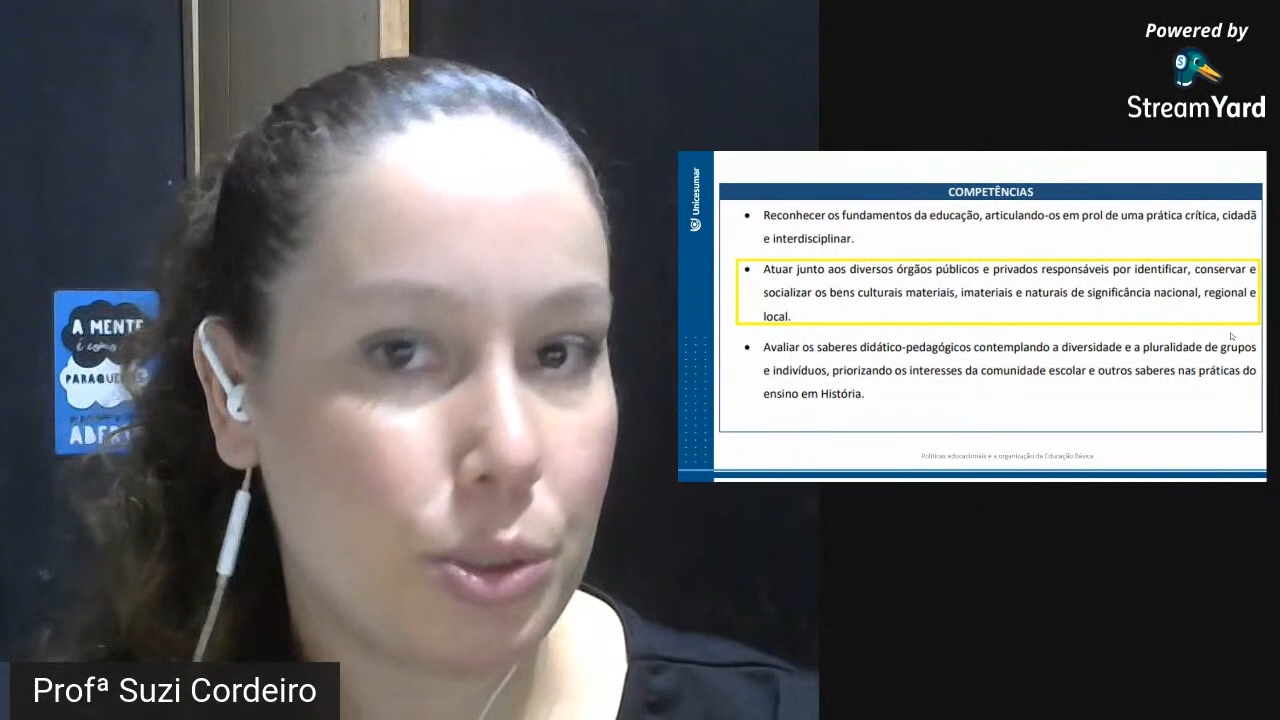 Powered by
StreamYard
Unicesumar
COMPETÊNCIAS
• Reconhecer os fundamentos da educação, articulando-os em prol de uma prática crítica, cidadã
e interdisciplinar.
• Atuar junto aos diversos órgãos públicos e privados responsáveis por identificar, conservar e
socializar os bens culturais materiais, imateriais e naturais de significância nacional, regional e
local.
• Avaliar os saberes didático-pedagógicos contemplando a diversidade e a pluralidade de grupos
e indivíduos, priorizando os interesses da comunidade escolar e outros saberes nas práticas do
ensino em História.
Políticas educacionais e a organização da Educação Básica
A MENTE
É
PARAQUEDAS
ABERT
Profª Suzi Cordeiro